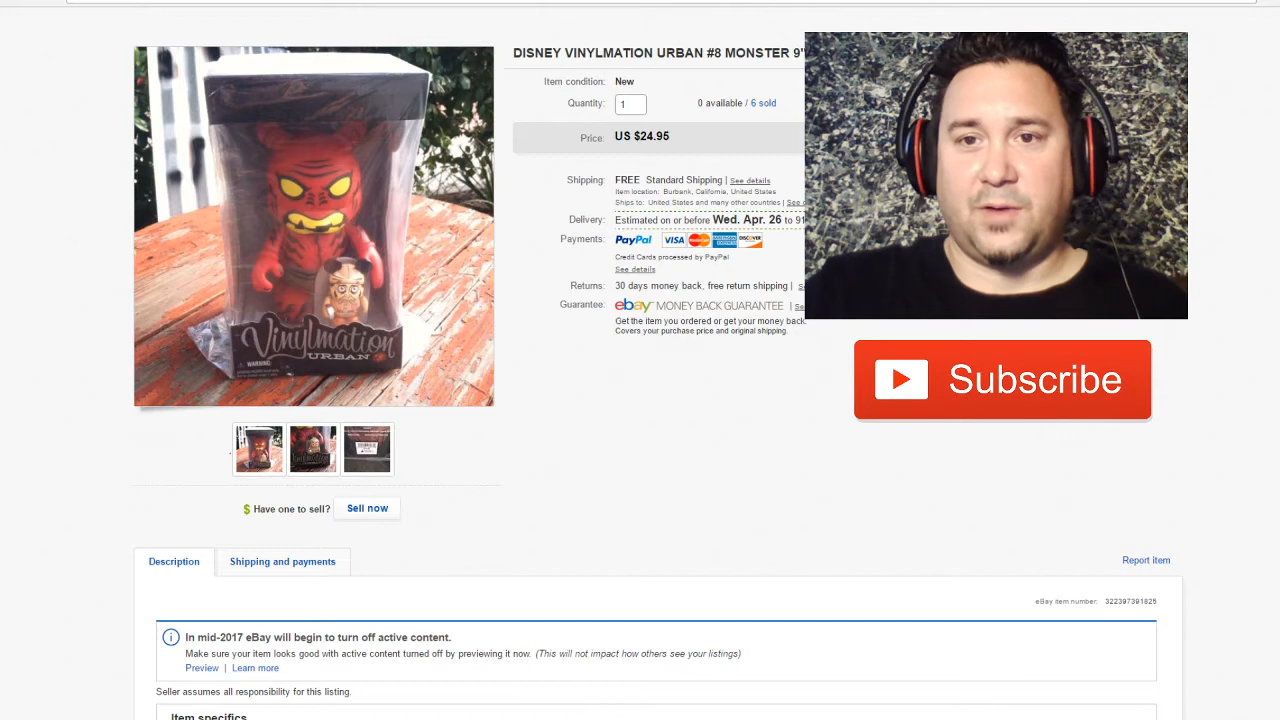 DISNEY VINYLMATION URBAN #8 MONSTER 9"
Item condition: New
Quantity: 1 0 available / 6 sold
Price: US $24.95
Shipping: FREE Standard Shipping | See details
Item location: Burbank, California, United States
Ships to: United States and many other countries | See
Delivery: Estimated on or before Wed. Apr. 26 to 91
Payments: PayPal VISA MasterCard AMERICAN EXPRESS DISCOVER
Credit Cards processed by PayPal
See details
Returns: 30 days money back, free return shipping |
Guarantee: ebay MONEY BACK GUARANTEE |
Get the item you ordered or get your money back.
Covers your purchase price and original shipping.
Vinylmation
URBAN
WARNING:
Subscribe
$ Have one to sell? Sell now
Description Shipping and payments
Report item
eBay item number: 322397391825
In mid-2017 eBay will begin to turn off active content.
Make sure your item looks good with active content turned off by previewing it now. (This will not impact how others see your listings)
Preview | Learn more
Seller assumes all responsibility for this listing.
Item specifics